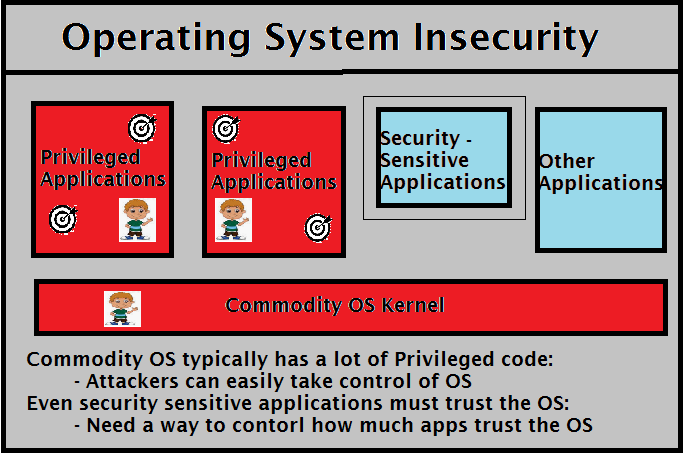 Operating System Insecurity
Privileged
Applications
Privileged
Applications
Security -
Sensitive
Applications
Other
Applications
Commodity OS Kernel
Commodity OS typically has a lot of Privileged code:
- Attackers can easily take control of OS
Even security sensitive applications must trust the OS:
- Need a way to contorl how much apps trust the OS